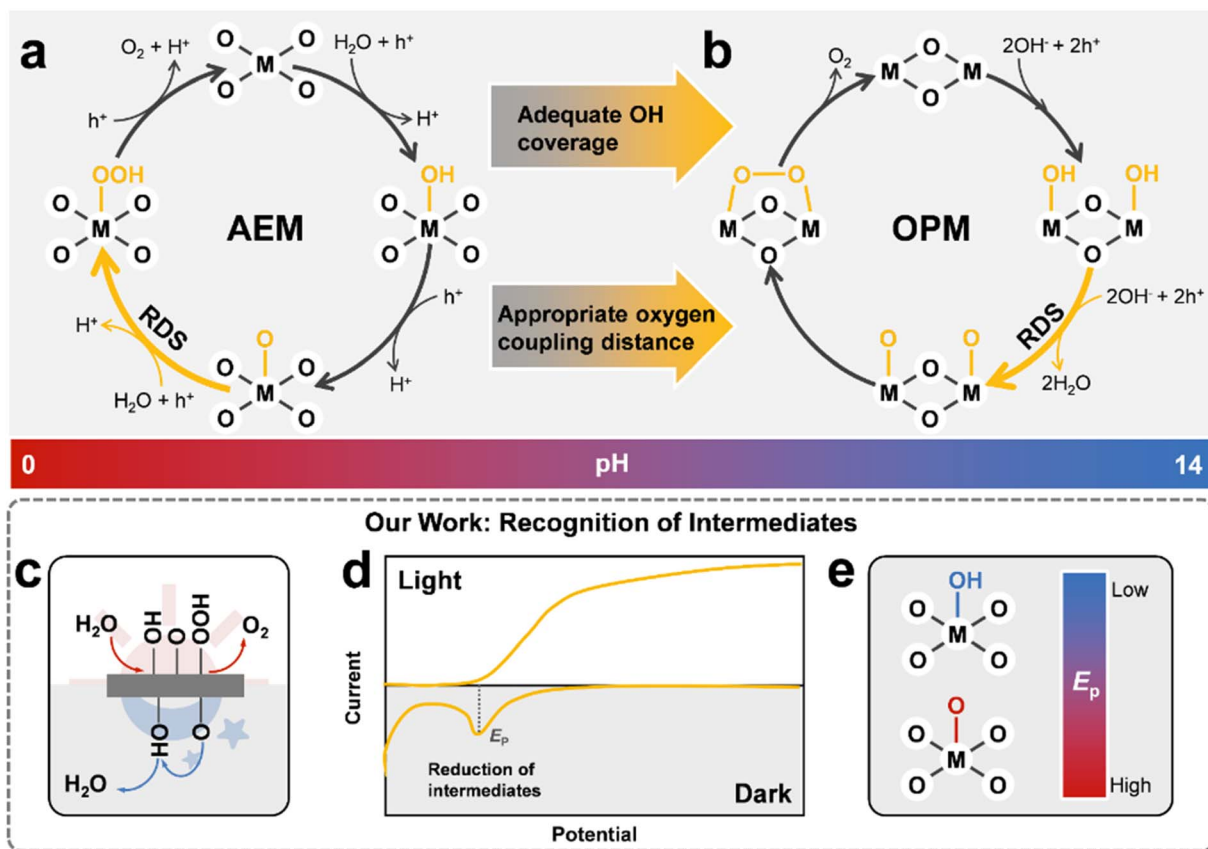 a
O₂ + H⁺
H₂O + h⁺
O O
M
O O
h⁺
H⁺
OOH
O O
M
O O
AEM
OH
O O
M
O O
H⁺
RDS
H₂O + h⁺
O
O O
M
O O
h⁺
H⁺
Adequate OH
coverage
Appropriate oxygen
coupling distance
b
O₂
2OH⁻ + 2h⁺
O
M M
O
O O
O
M M
O
OPM
OH OH
O
M M
O
RDS
2OH⁻ + 2h⁺
2H₂O
O O
O
M M
O
0 pH 14
Our Work: Recognition of Intermediates
c
H₂O
OH
O
OOH
O₂
HO
O
H₂O
d
Light
Current
Eₚ
Reduction of
intermediates
Dark
Potential
e
OH
O O
M
O O
O
O O
M
O O
Low
Eₚ
High